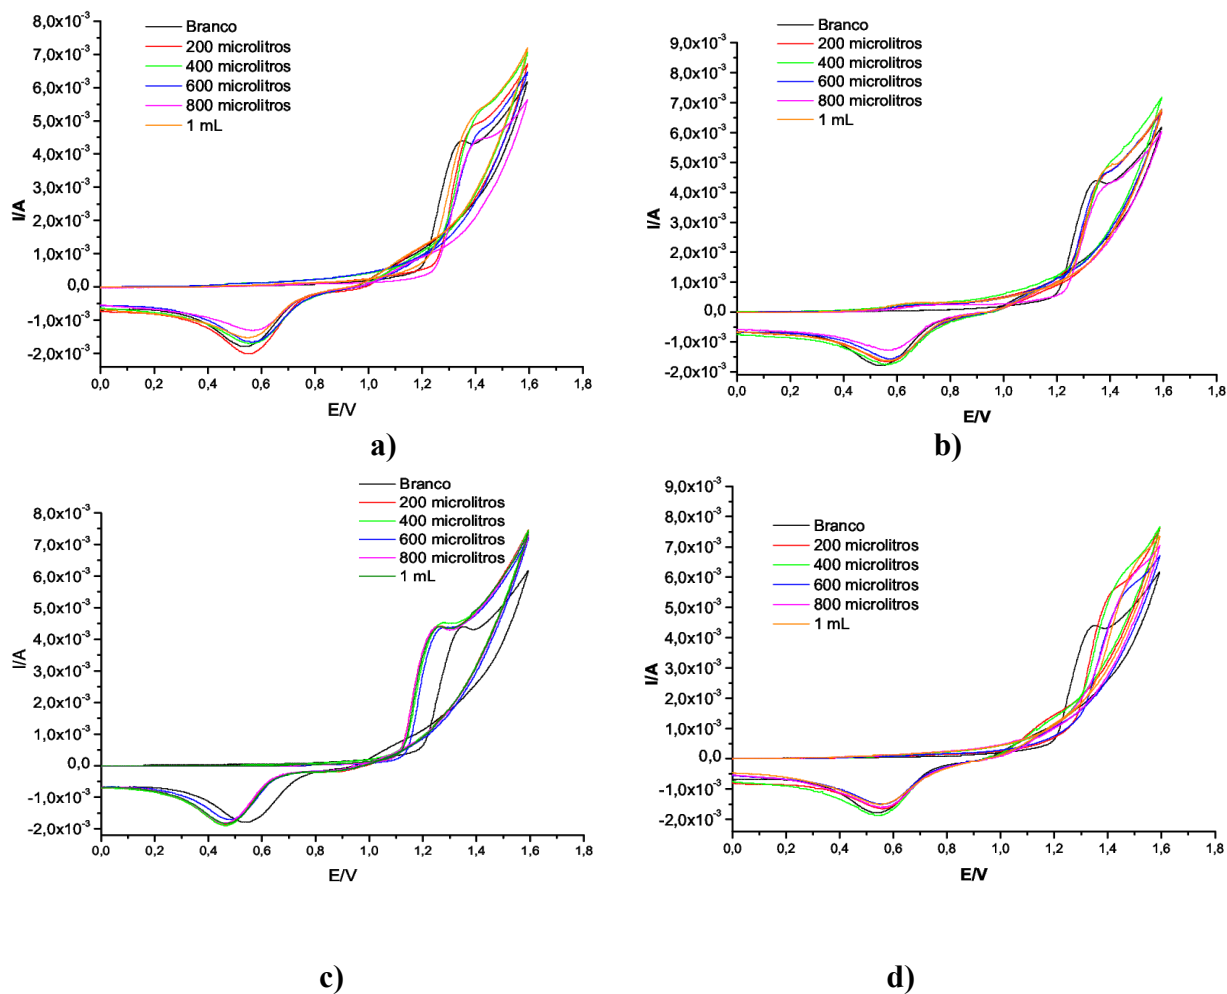 8,0x10⁻³
7,0x10⁻³
6,0x10⁻³
5,0x10⁻³
4,0x10⁻³
3,0x10⁻³
2,0x10⁻³
1,0x10⁻³
0,0
-1,0x10⁻³
-2,0x10⁻³
I/A
Branco
200 microlitros
400 microlitros
600 microlitros
800 microlitros
1 mL
0,0 0,2 0,4 0,6 0,8 1,0 1,2 1,4 1,6 1,8
E/V
a)
9,0x10⁻³
8,0x10⁻³
7,0x10⁻³
6,0x10⁻³
5,0x10⁻³
4,0x10⁻³
3,0x10⁻³
2,0x10⁻³
1,0x10⁻³
0,0
-1,0x10⁻³
-2,0x10⁻³
I/A
Branco
200 microlitros
400 microlitros
600 microlitros
800 microlitros
1 mL
0,0 0,2 0,4 0,6 0,8 1,0 1,2 1,4 1,6 1,8
E/V
b)
8,0x10⁻³
7,0x10⁻³
6,0x10⁻³
5,0x10⁻³
4,0x10⁻³
3,0x10⁻³
2,0x10⁻³
1,0x10⁻³
0,0
-1,0x10⁻³
-2,0x10⁻³
I/A
Branco
200 microlitros
400 microlitros
600 microlitros
800 microlitros
1 mL
0,0 0,2 0,4 0,6 0,8 1,0 1,2 1,4 1,6 1,8
E/V
c)
9,0x10⁻³
8,0x10⁻³
7,0x10⁻³
6,0x10⁻³
5,0x10⁻³
4,0x10⁻³
3,0x10⁻³
2,0x10⁻³
1,0x10⁻³
0,0
-1,0x10⁻³
-2,0x10⁻³
I/A
Branco
200 microlitros
400 microlitros
600 microlitros
800 microlitros
1 mL
0,0 0,2 0,4 0,6 0,8 1,0 1,2 1,4 1,6 1,8
E/V
d)